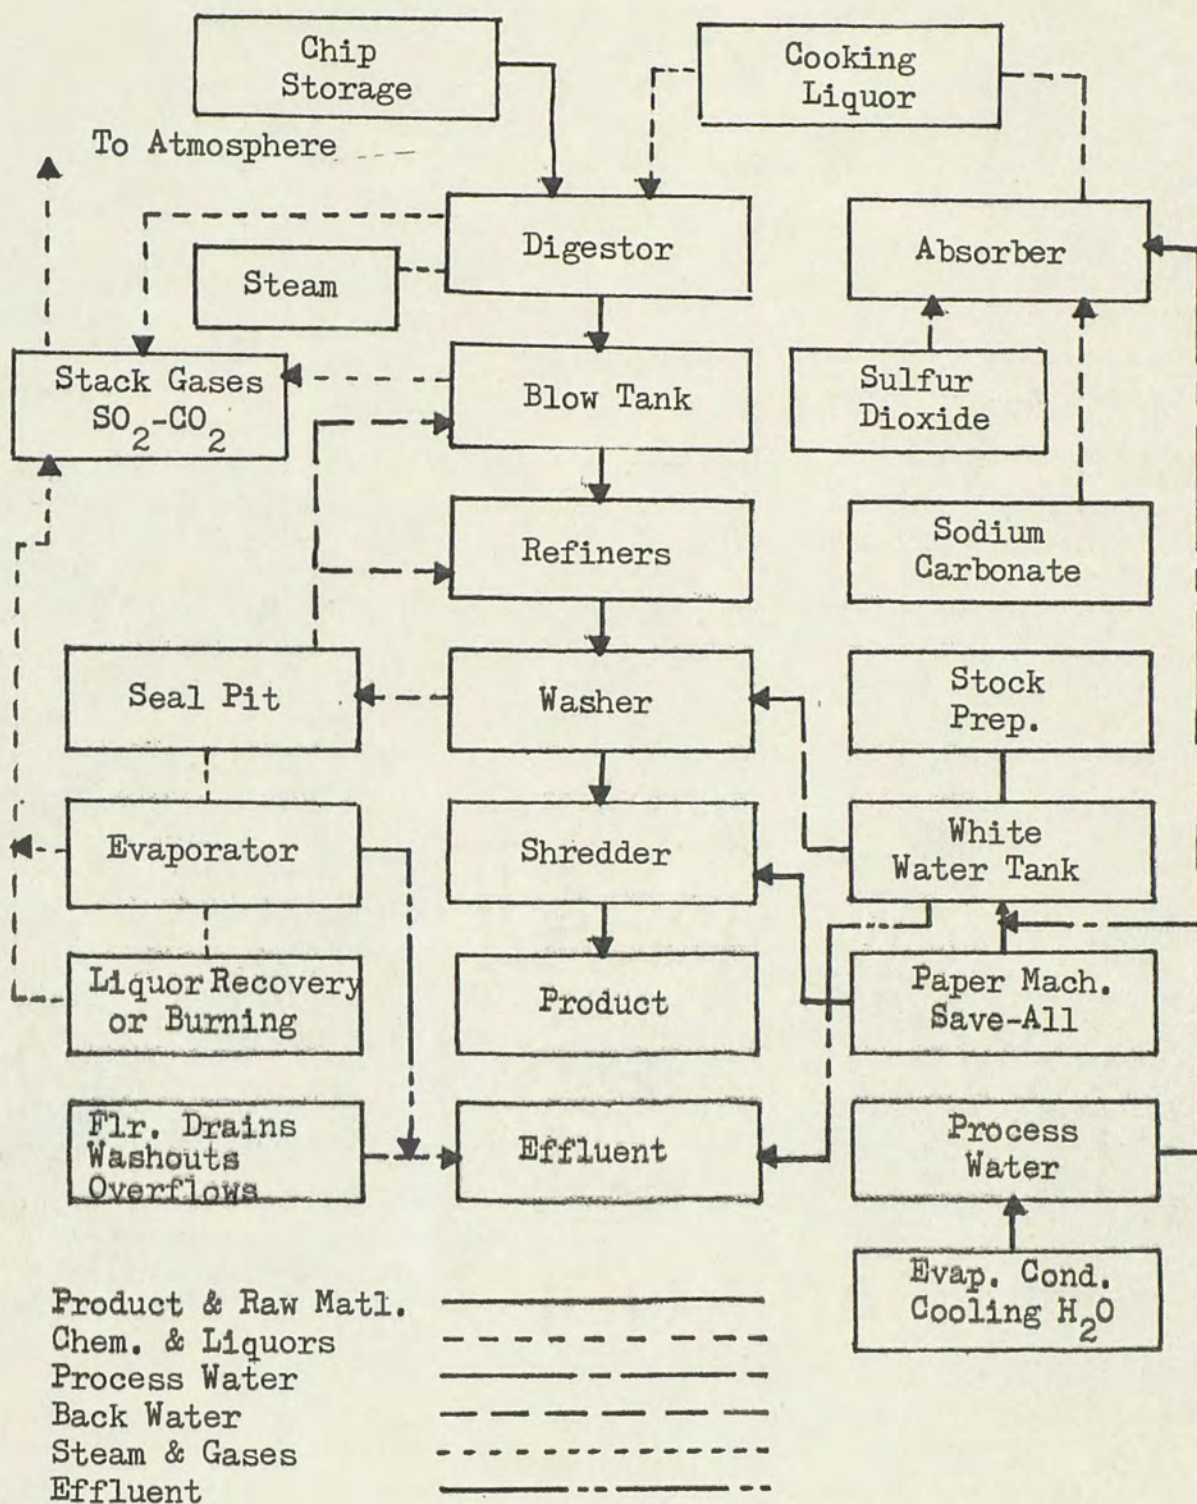 Chip
Storage
Cooking
Liquor
To Atmosphere
Digestor
Absorber
Steam
Stack Gases
SO2-CO2
Blow Tank
Sulfur
Dioxide
Refiners
Sodium
Carbonate
Seal Pit
Washer
Stock
Prep.
Evaporator
Shredder
White
Water Tank
Liquor Recovery
or Burning
Product
Paper Mach.
Save-All
Flr. Drains
Washouts
Overflows
Effluent
Process
Water
Evap. Cond.
Cooling H2O
Product & Raw Matl.
Chem. & Liquors
Process Water
Back Water
Steam & Gases
Effluent